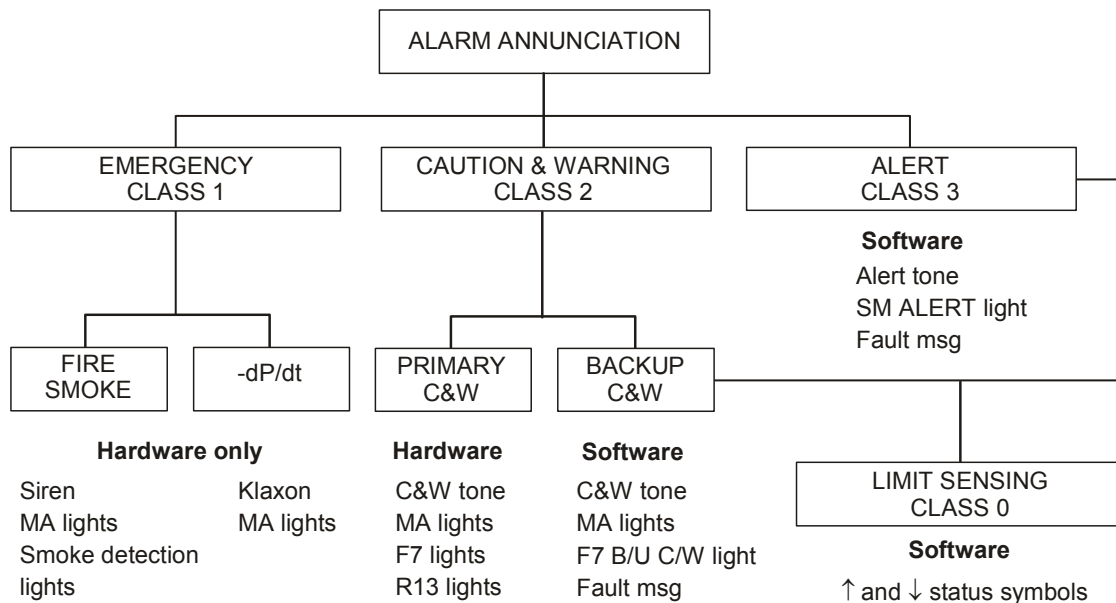 ALARM ANNUNCIATION
EMERGENCY
CLASS 1
CAUTION & WARNING
CLASS 2
ALERT
CLASS 3
Software
Alert tone
SM ALERT light
Fault msg
FIRE
SMOKE
-dP/dt
Hardware only
Siren
MA lights
Smoke detection
lights
Klaxon
MA lights
PRIMARY
C&W
Hardware
C&W tone
MA lights
F7 lights
R13 lights
BACKUP
C&W
Software
C&W tone
MA lights
F7 B/U C/W light
Fault msg
LIMIT SENSING
CLASS 0
Software
↑ and ↓ status symbols